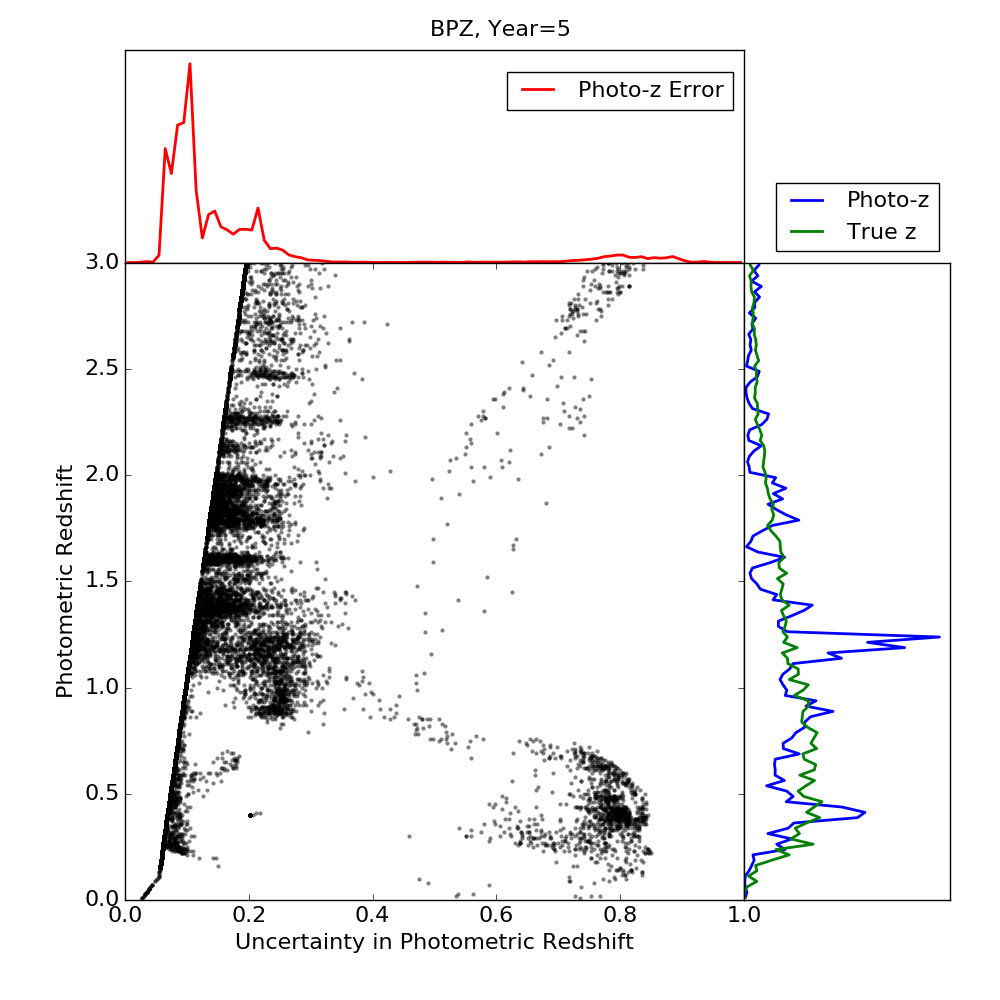 BPZ, Year=5
Photo-z Error
Photo-z
True z
3.0
2.5
2.0
1.5
1.0
0.5
0.0
Photometric Redshift
0.0 0.2 0.4 0.6 0.8 1.0
Uncertainty in Photometric Redshift